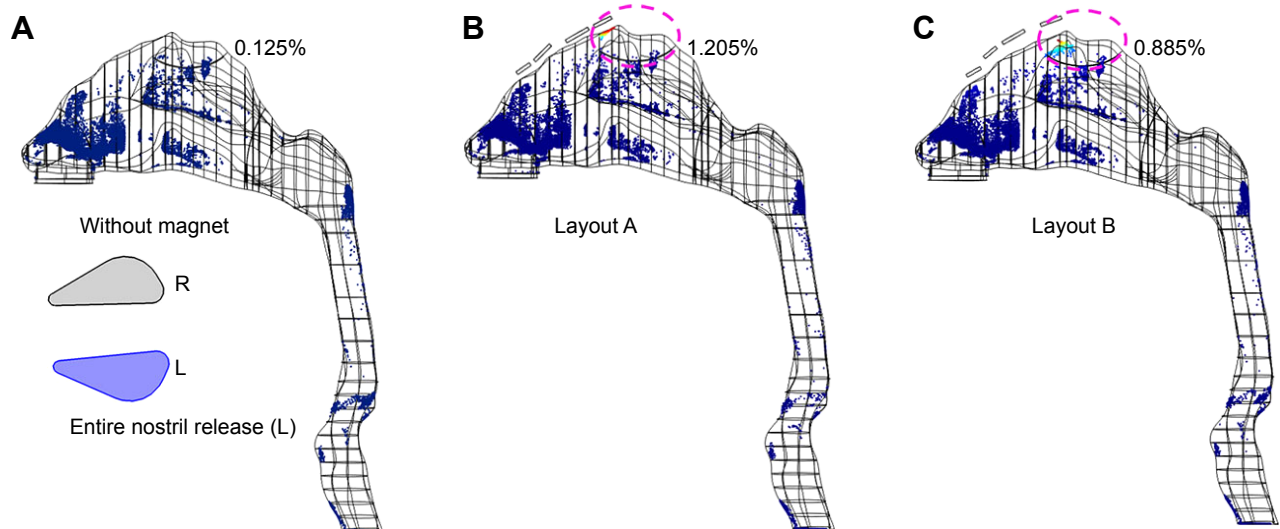 A
0.125%
Without magnet
R
L
Entire nostril release (L)
B
1.205%
Layout A
C
0.885%
Layout B